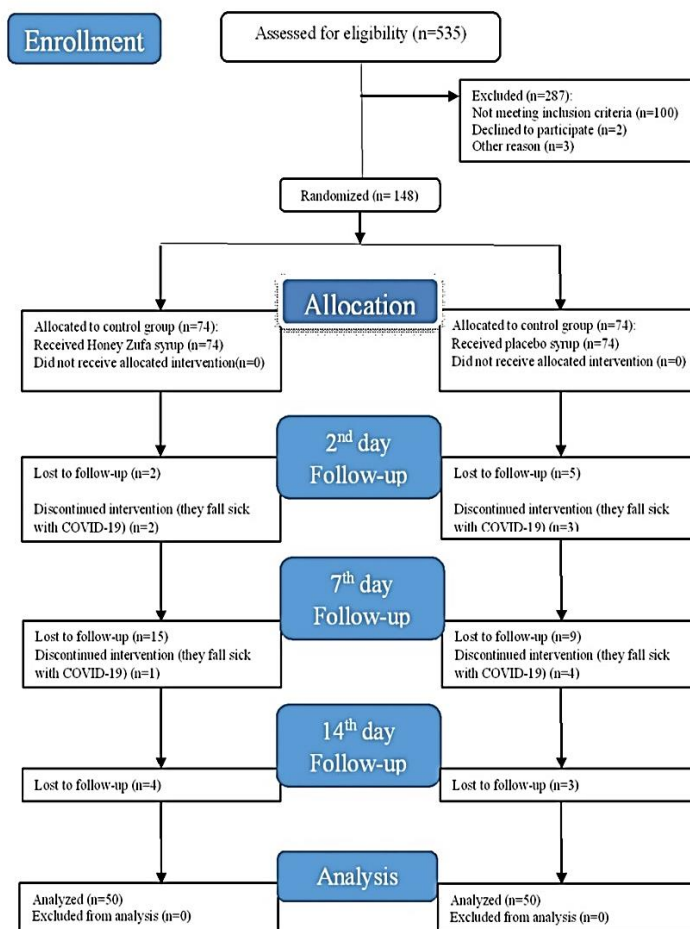 Enrollment
Assessed for eligibility (n=535)
Excluded (n=287):
Not meeting inclusion criteria (n=100)
Declined to participate (n=2)
Other reason (n=3)
Randomized (n= 148)
Allocation
Allocated to control group (n=74):
Received Honey Zufa syrup (n=74)
Did not receive allocated intervention(n=0)
Allocated to control group (n=74):
Received placebo syrup (n=74)
Did not receive allocated intervention (n=0)
2nd day
Follow-up
Lost to follow-up (n=2)
Discontinued intervention (they fall sick
with COVID-19) (n=2)
Lost to follow-up (n=5)
Discontinued intervention (they fall sick
with COVID-19) (n=3)
7th day
Follow-up
Lost to follow-up (n=15)
Discontinued intervention (they fall sick
with COVID-19) (n=1)
Lost to follow-up (n=9)
Discontinued intervention (they fall sick
with COVID-19) (n=4)
14th day
Follow-up
Lost to follow-up (n=4)
Lost to follow-up (n=3)
Analysis
Analyzed (n=50)
Excluded from analysis (n=0)
Analyzed (n=50)
Excluded from analysis (n=0)